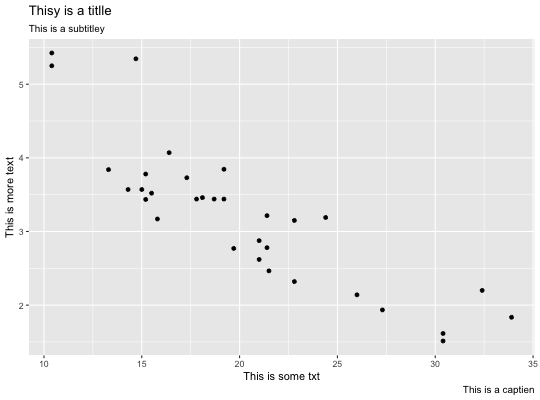 Thisy is a titlle
This is a subtitley
This is more text
5
4
3
2
10 15 20 25 30 35
This is some txt
This is a captien